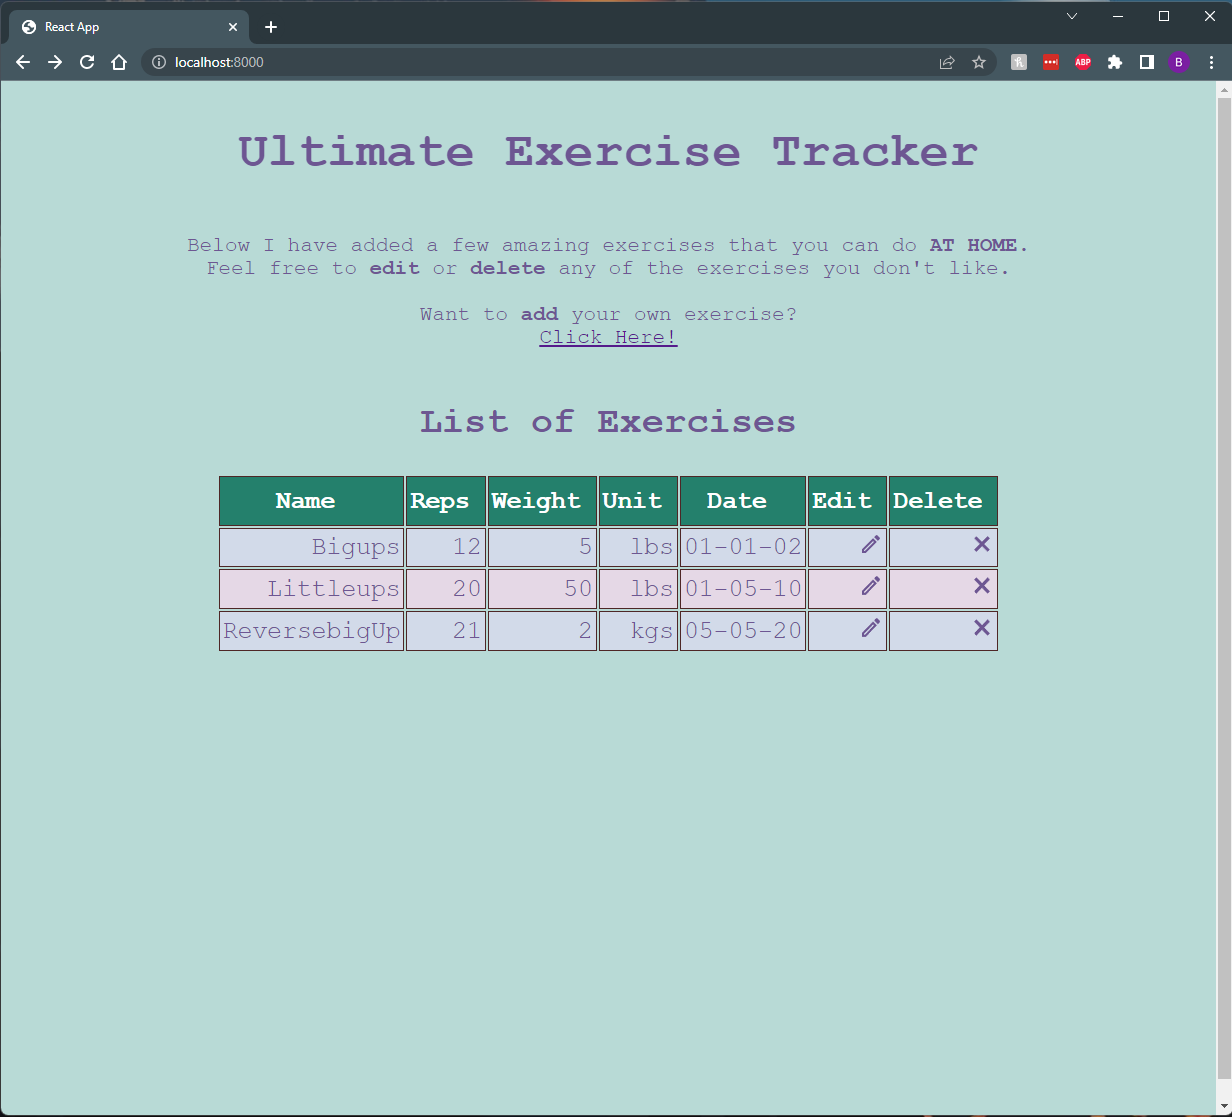 React App
localhost:8000
ABP
B
Ultimate Exercise Tracker
Below I have added a few amazing exercises that you can do AT HOME.
Feel free to edit or delete any of the exercises you don't like.
Want to add your own exercise?
Click Here!
List of Exercises
Name Reps Weight Unit Date Edit Delete
Bigups 12 5 lbs 01-01-02
Littleups 20 50 lbs 01-05-10
ReversebigUp 21 2 kgs 05-05-20